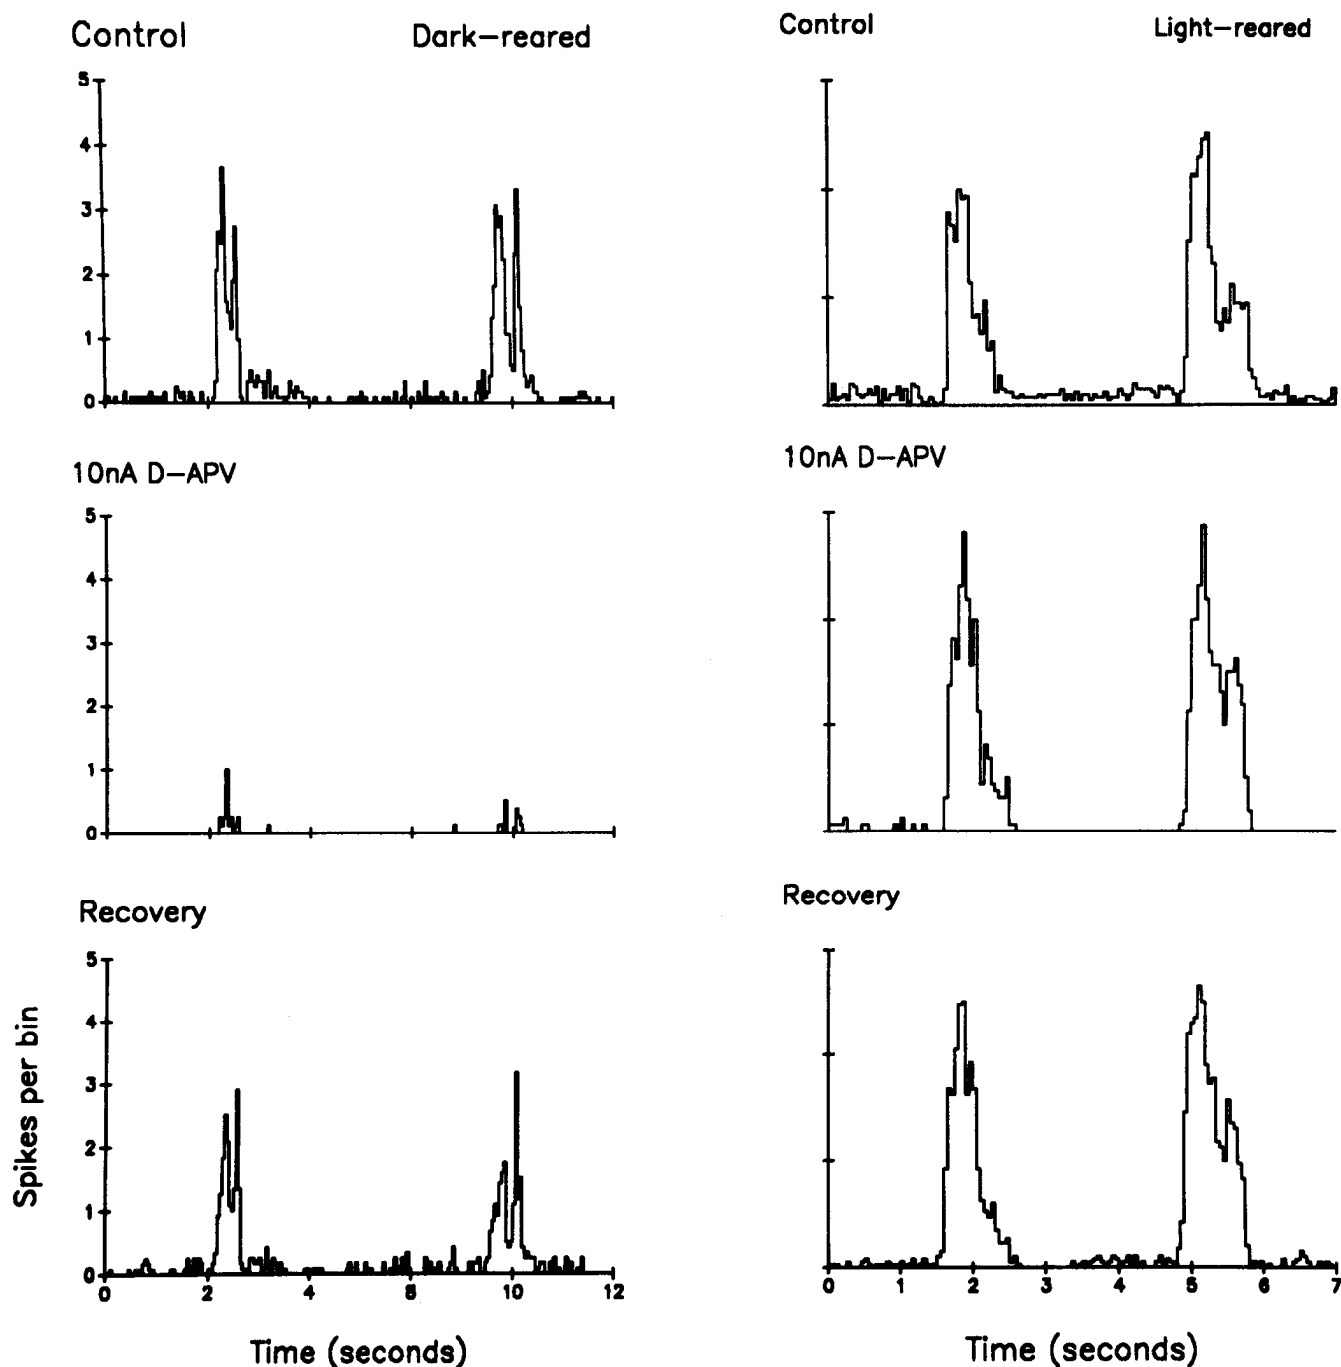 Control
Dark-reared
5
4
3
2
1
0
10nA D-APV
5
4
3
2
1
0
Recovery
5
4
3
2
1
0
0 2 4 6 8 10 12
Spikes per bin
Time (seconds)
Control
Light-reared
10nA D-APV
Recovery
0 1 2 3 4 5 6 7
Time (seconds)